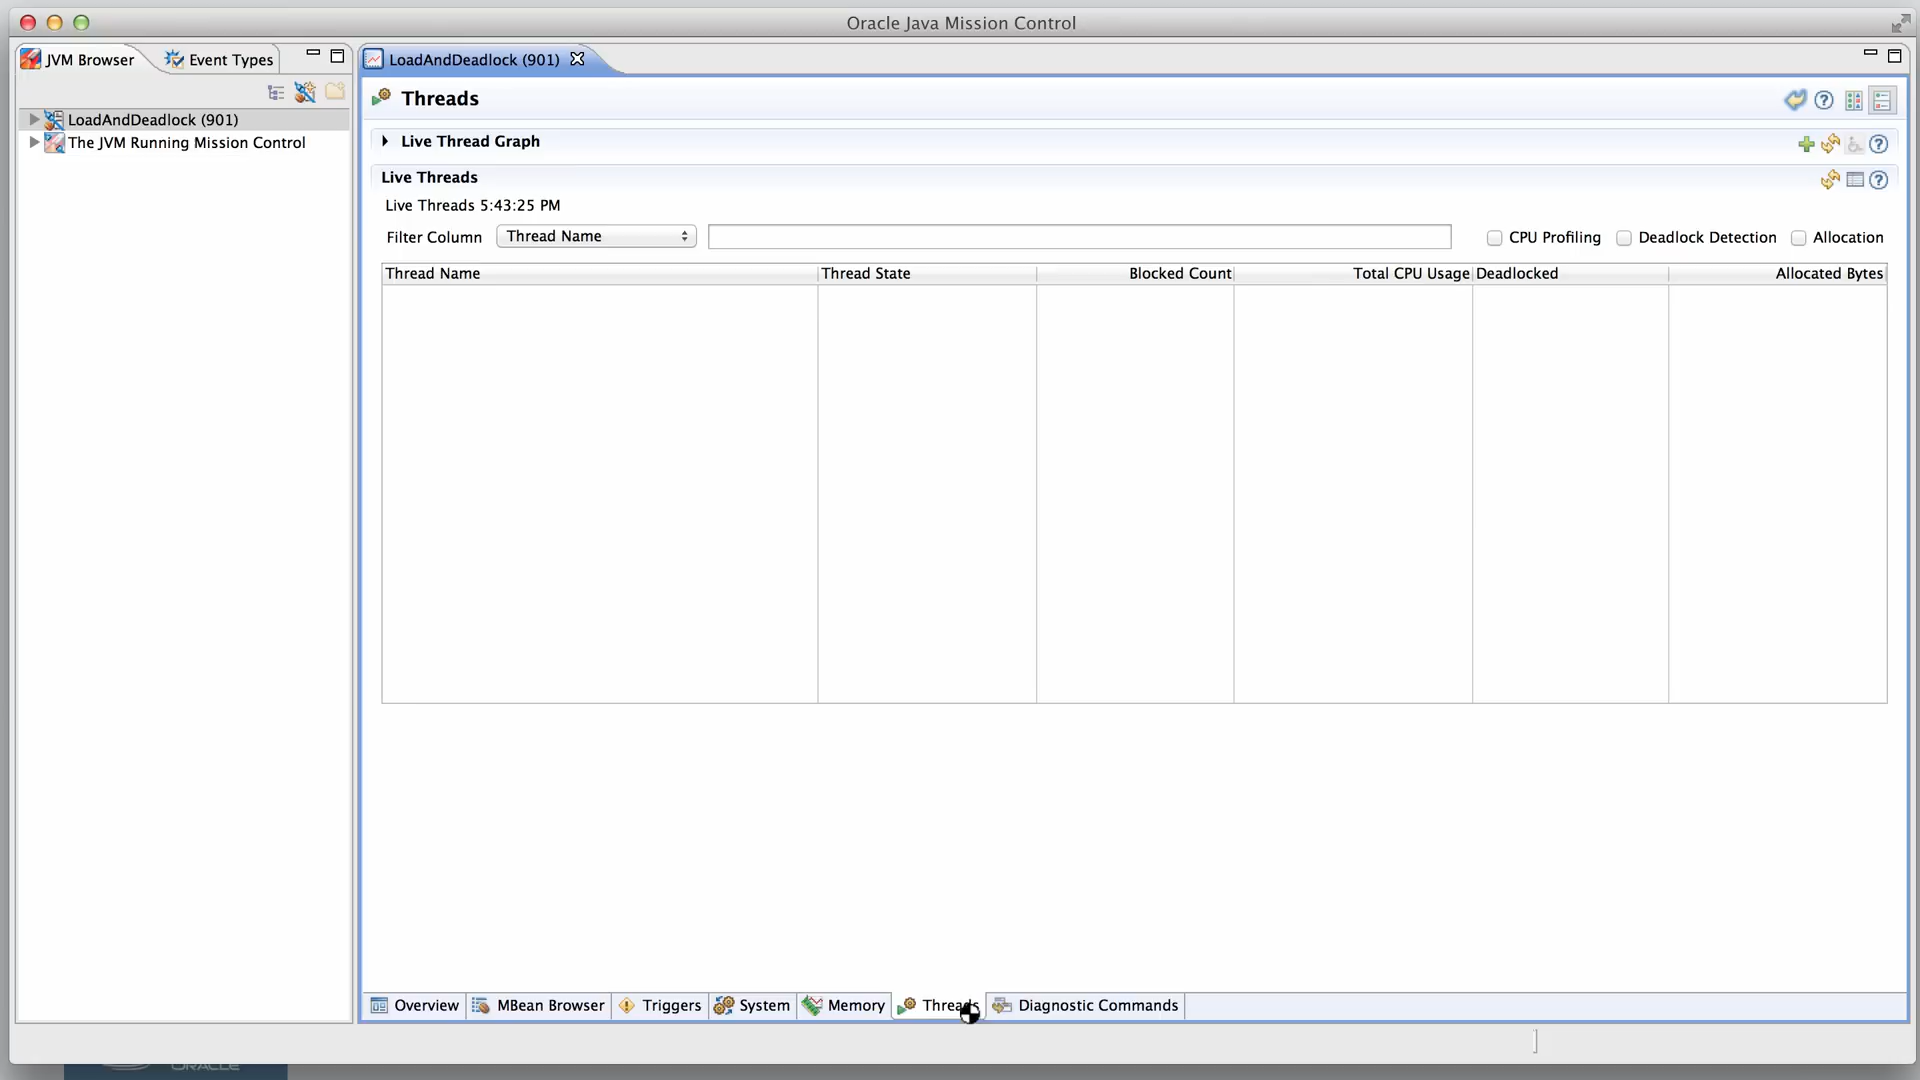 Oracle Java Mission Control
JVM Browser
Event Types
LoadAndDeadlock (901)
The JVM Running Mission Control
LoadAndDeadlock (901)
Threads
Live Thread Graph
Live Threads
Live Threads 5:43:25 PM
Filter Column Thread Name CPU Profiling Deadlock Detection Allocation
Thread Name Thread State Blocked Count Total CPU Usage Deadlocked Allocated Bytes
Overview MBean Browser Triggers System Memory Threads Diagnostic Commands
ORACLE